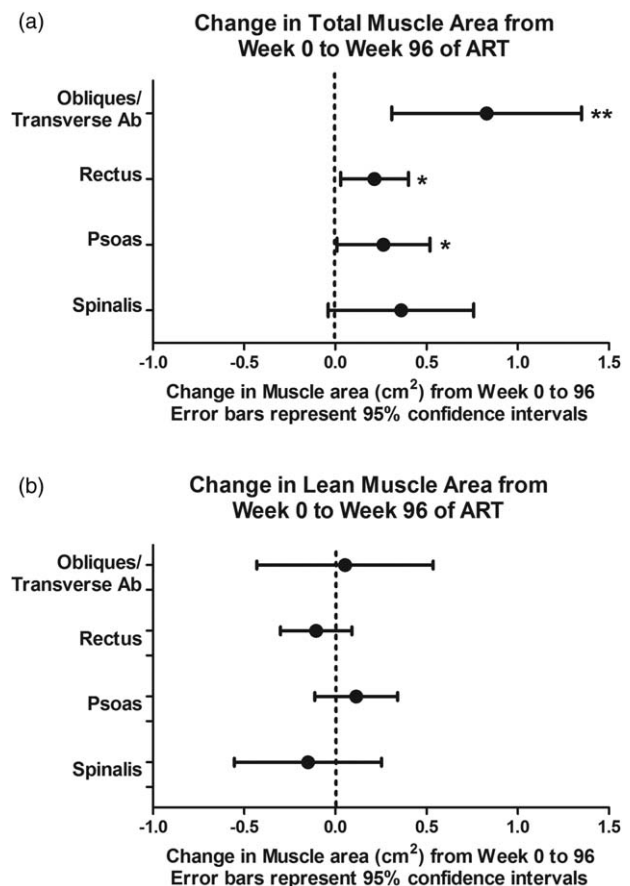 (a)
Change in Total Muscle Area from
Week 0 to Week 96 of ART
Obliques/
Transverse Ab
**
Rectus
*
Psoas
*
Spinalis
-1.0 -0.5 0.0 0.5 1.0 1.5
Change in Muscle area (cm²) from Week 0 to 96
Error bars represent 95% confidence intervals
(b)
Change in Lean Muscle Area from
Week 0 to Week 96 of ART
Obliques/
Transverse Ab
Rectus
Psoas
Spinalis
-1.0 -0.5 0.0 0.5 1.0 1.5
Change in Muscle area (cm²) from Week 0 to 96
Error bars represent 95% confidence intervals